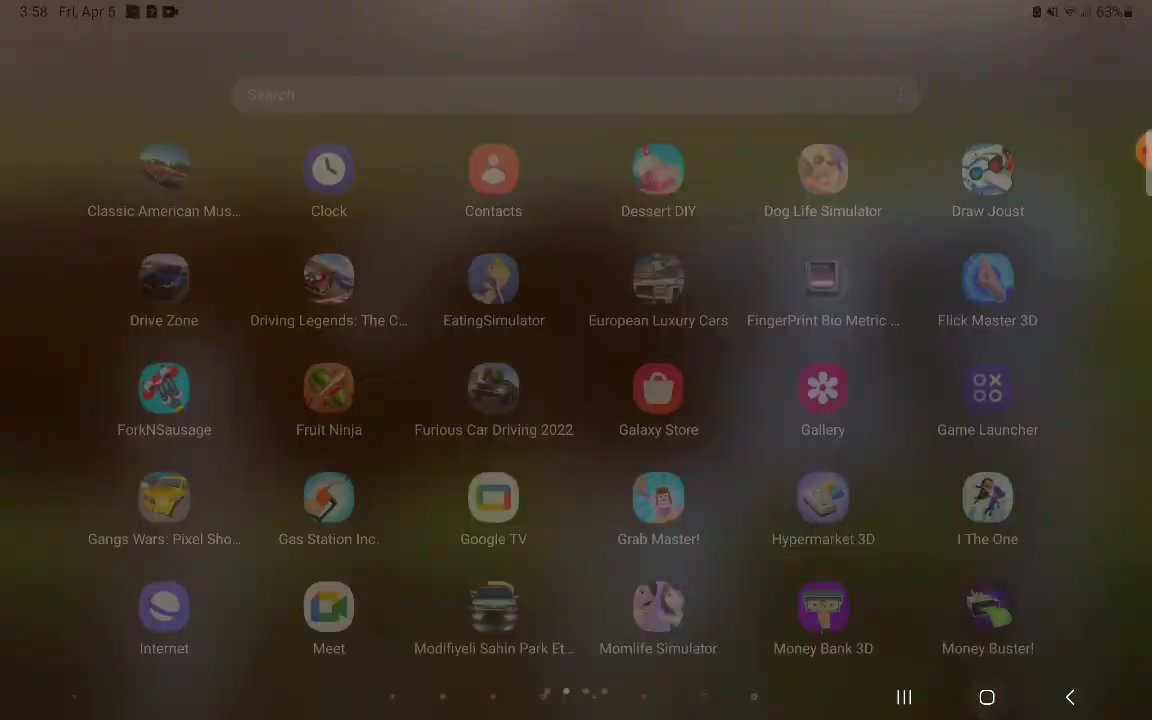 3:58 Fri, Apr 5 63%
Search
Classic American Mus... Clock Contacts Dessert DIY Dog Life Simulator Draw Joust
Drive Zone Driving Legends: The C... EatingSimulator European Luxury Cars FingerPrint Bio Metric ... Flick Master 3D
ForkNSausage Fruit Ninja Furious Car Driving 2022 Galaxy Store Gallery Game Launcher
Gangs Wars: Pixel Sho... Gas Station Inc. Google TV Grab Master! Hypermarket 3D I The One
Internet Meet Modifiyeli Sahin Park Et... Momlife Simulator Money Bank 3D Money Buster!